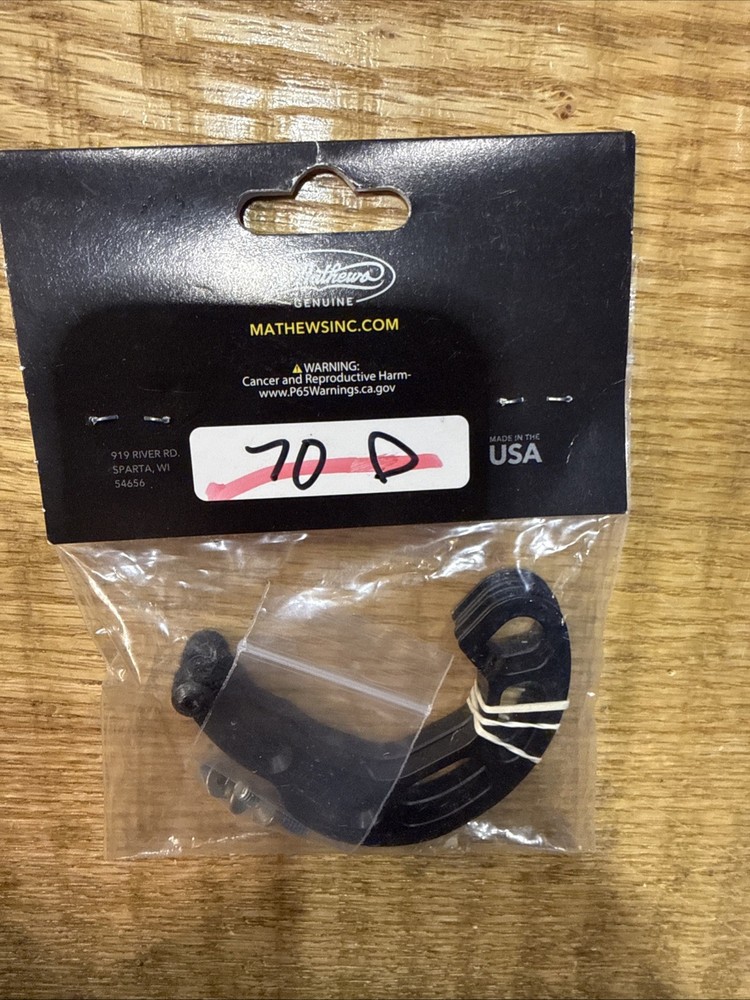 Mathews
GENUINE
MATHEWSINC.COM
WARNING:
Cancer and Reproductive Harm-
www.P65Warnings.ca.gov
70 D
919 RIVER RD.
SPARTA, WI
54656
MADE IN THE
USA